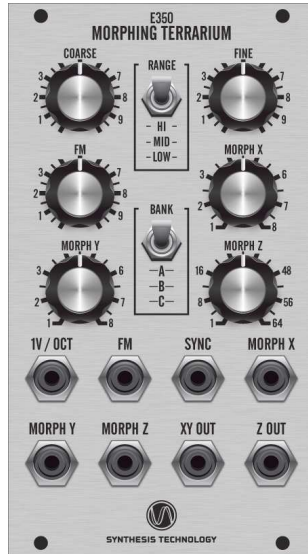 E350
MORPHING TERRARIUM
COARSE
RANGE
FINE
3 7
2 8
1 9
3 7
2 8
1 9
HI
MID
LOW
FM
MORPH X
3 7
2 8
1 9
3 6
2 7
1 8
BANK
A
B
C
MORPH Y
MORPH Z
3 6
2 7
1 8
16 48
8 56
1 64
1V / OCT FM SYNC MORPH X
MORPH Y MORPH Z XY OUT Z OUT
SYNTHESIS TECHNOLOGY